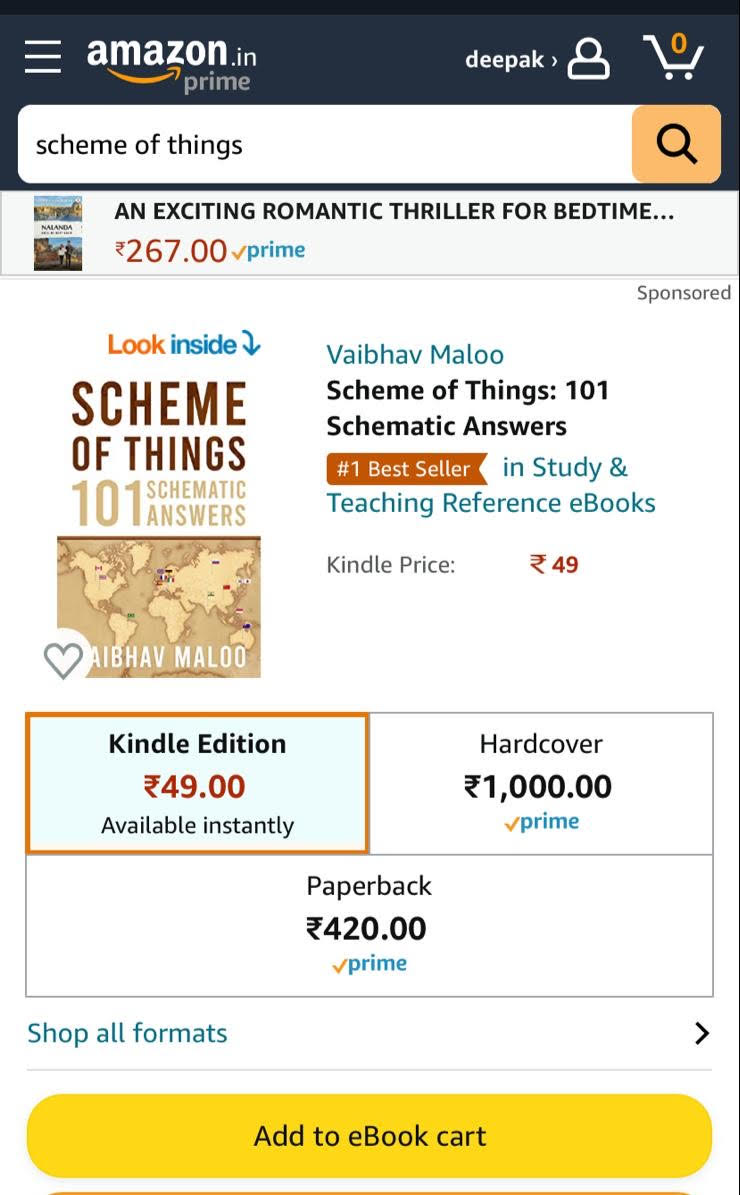 amazon.in
prime
deepak ›
0
scheme of things
AN EXCITING ROMANTIC THRILLER FOR BEDTIME...
NALANDA
₹267.00 prime
Sponsored
Look inside
SCHEME
OF THINGS
101 SCHEMATIC
ANSWERS
AIBHAV MALOO
Vaibhav Maloo
Scheme of Things: 101
Schematic Answers
#1 Best Seller in Study &
Teaching Reference eBooks
Kindle Price: ₹ 49
Kindle Edition
₹49.00
Available instantly
Hardcover
₹1,000.00
prime
Paperback
₹420.00
prime
Shop all formats
Add to eBook cart